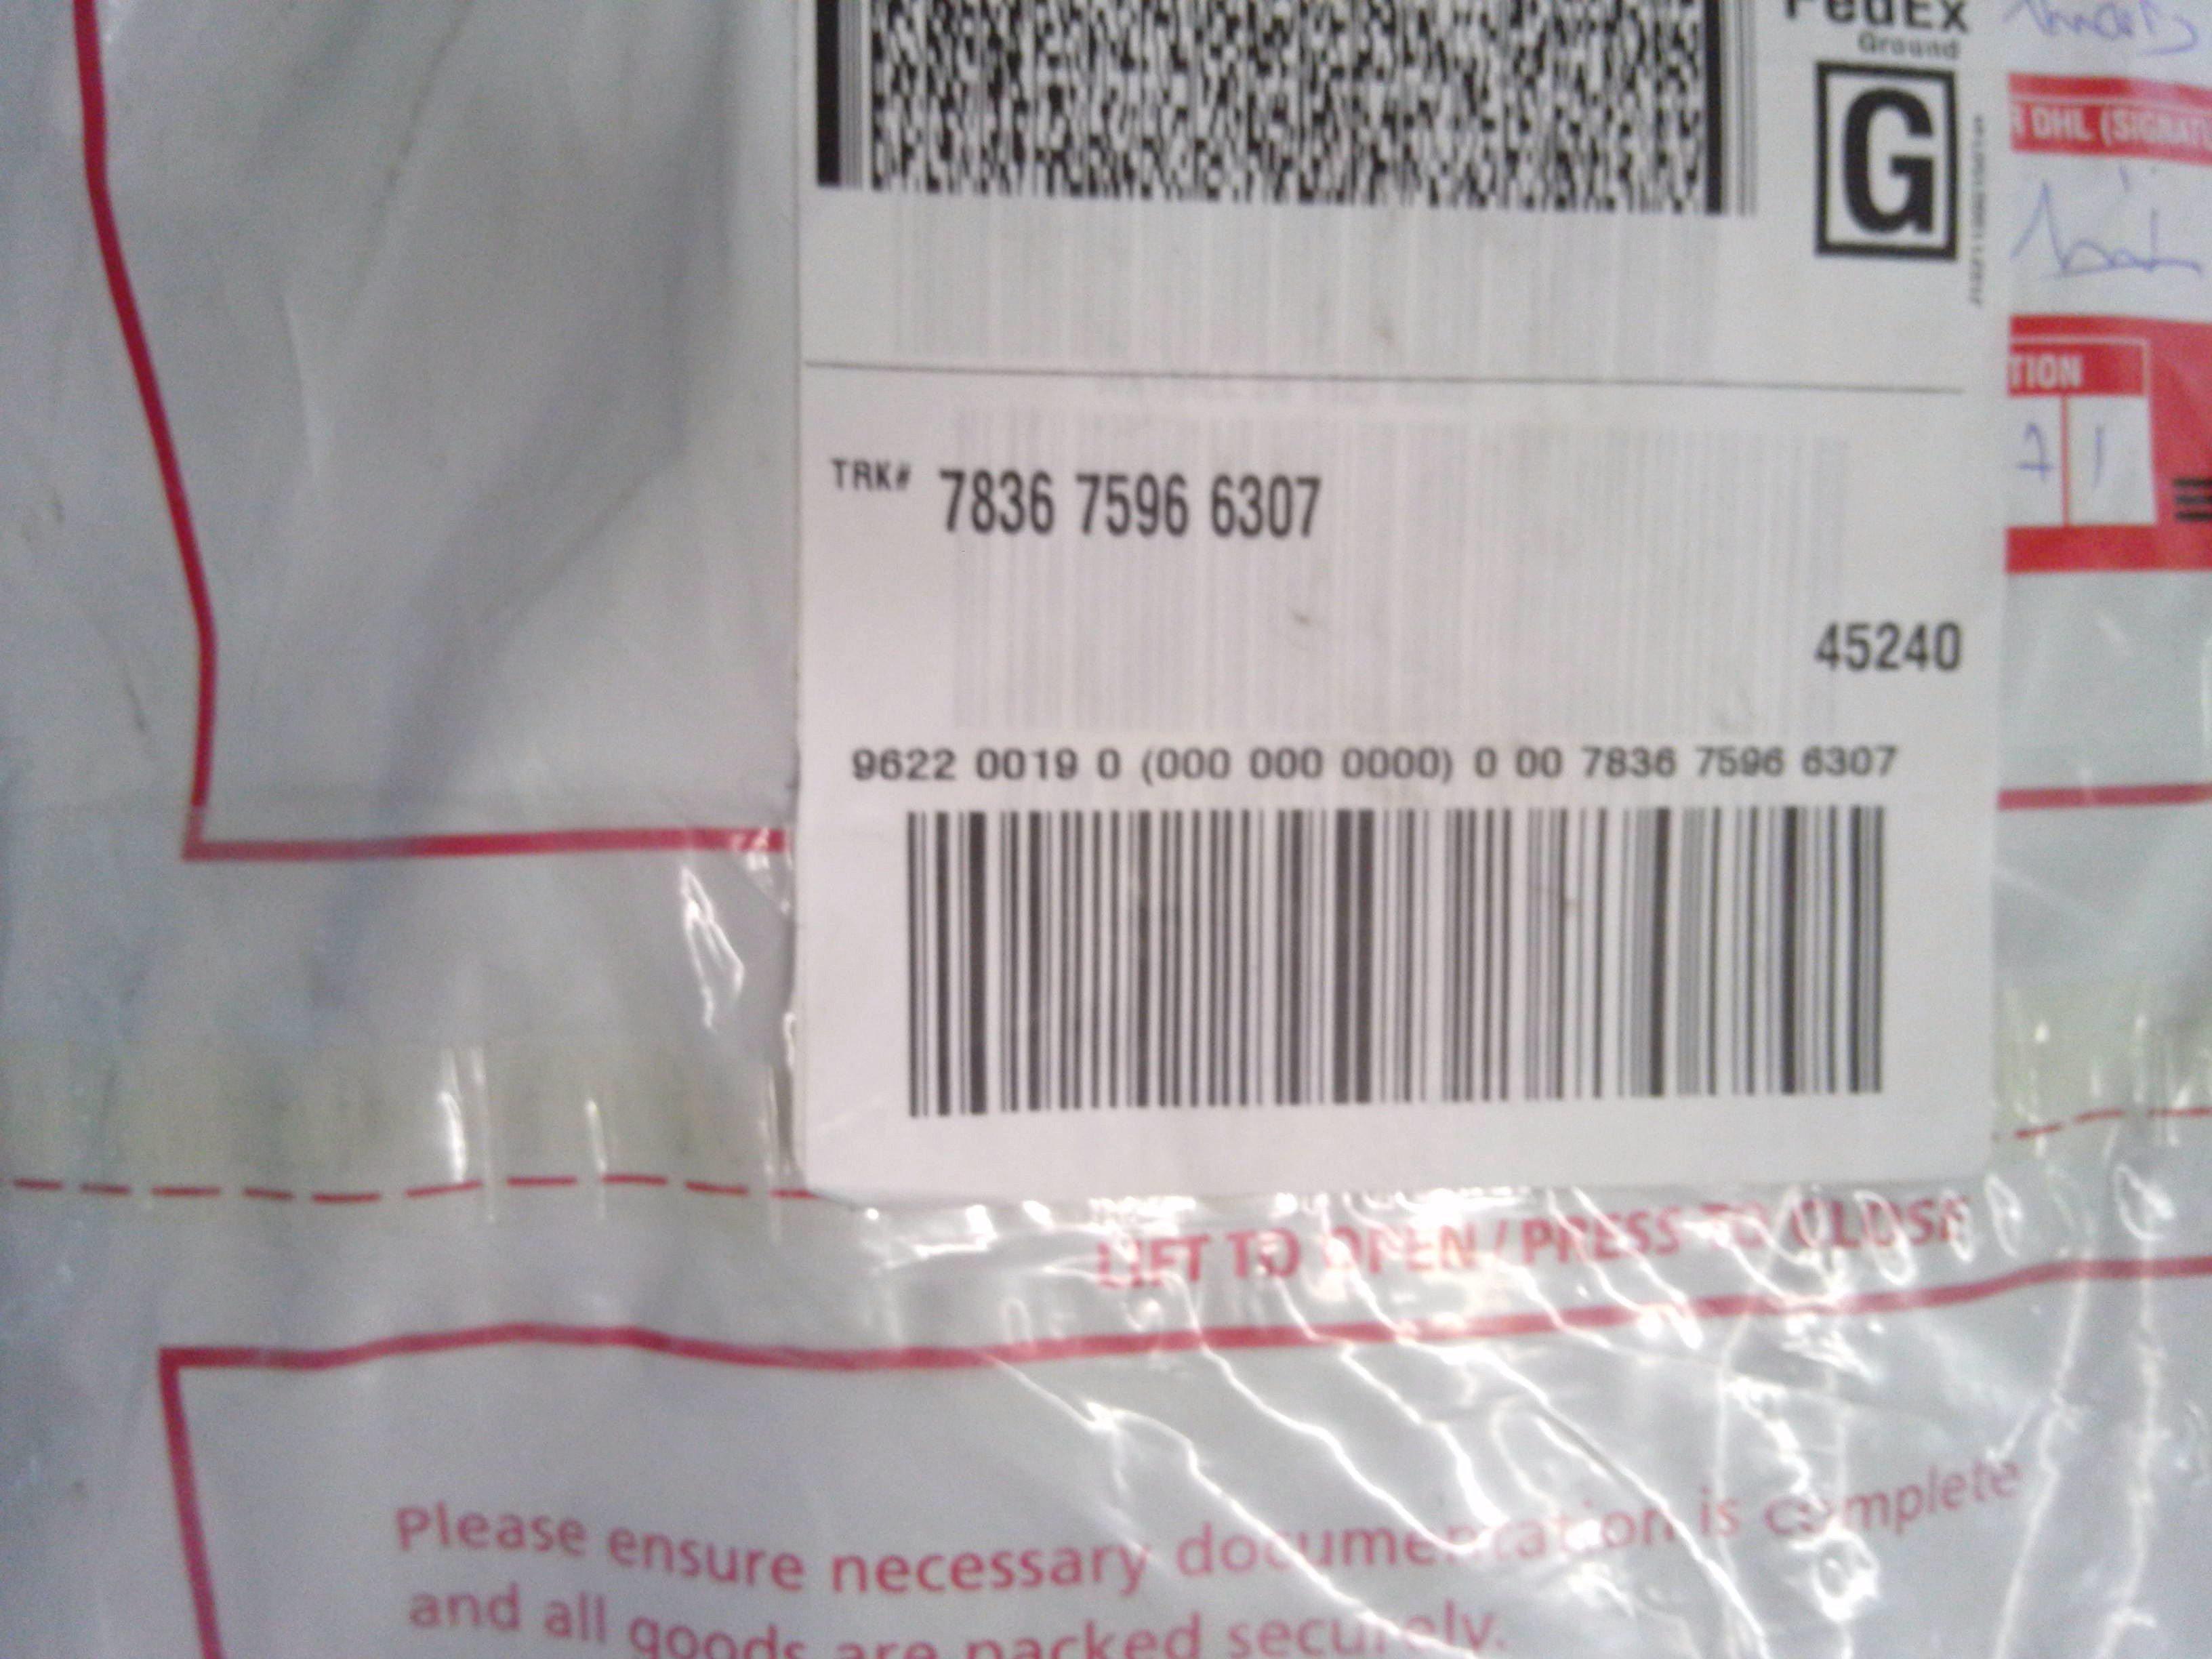 FedEx
Ground
G
DHL (SIGNAT
TION
7 1
TRK# 7836 7596 6307
45240
9622 0019 0 (000 000 0000) 0 00 7836 7596 6307
LIFT TO OPEN / PRESS TO CLOSE
Please ensure necessary documentation is complete
and all goods are packed securely.